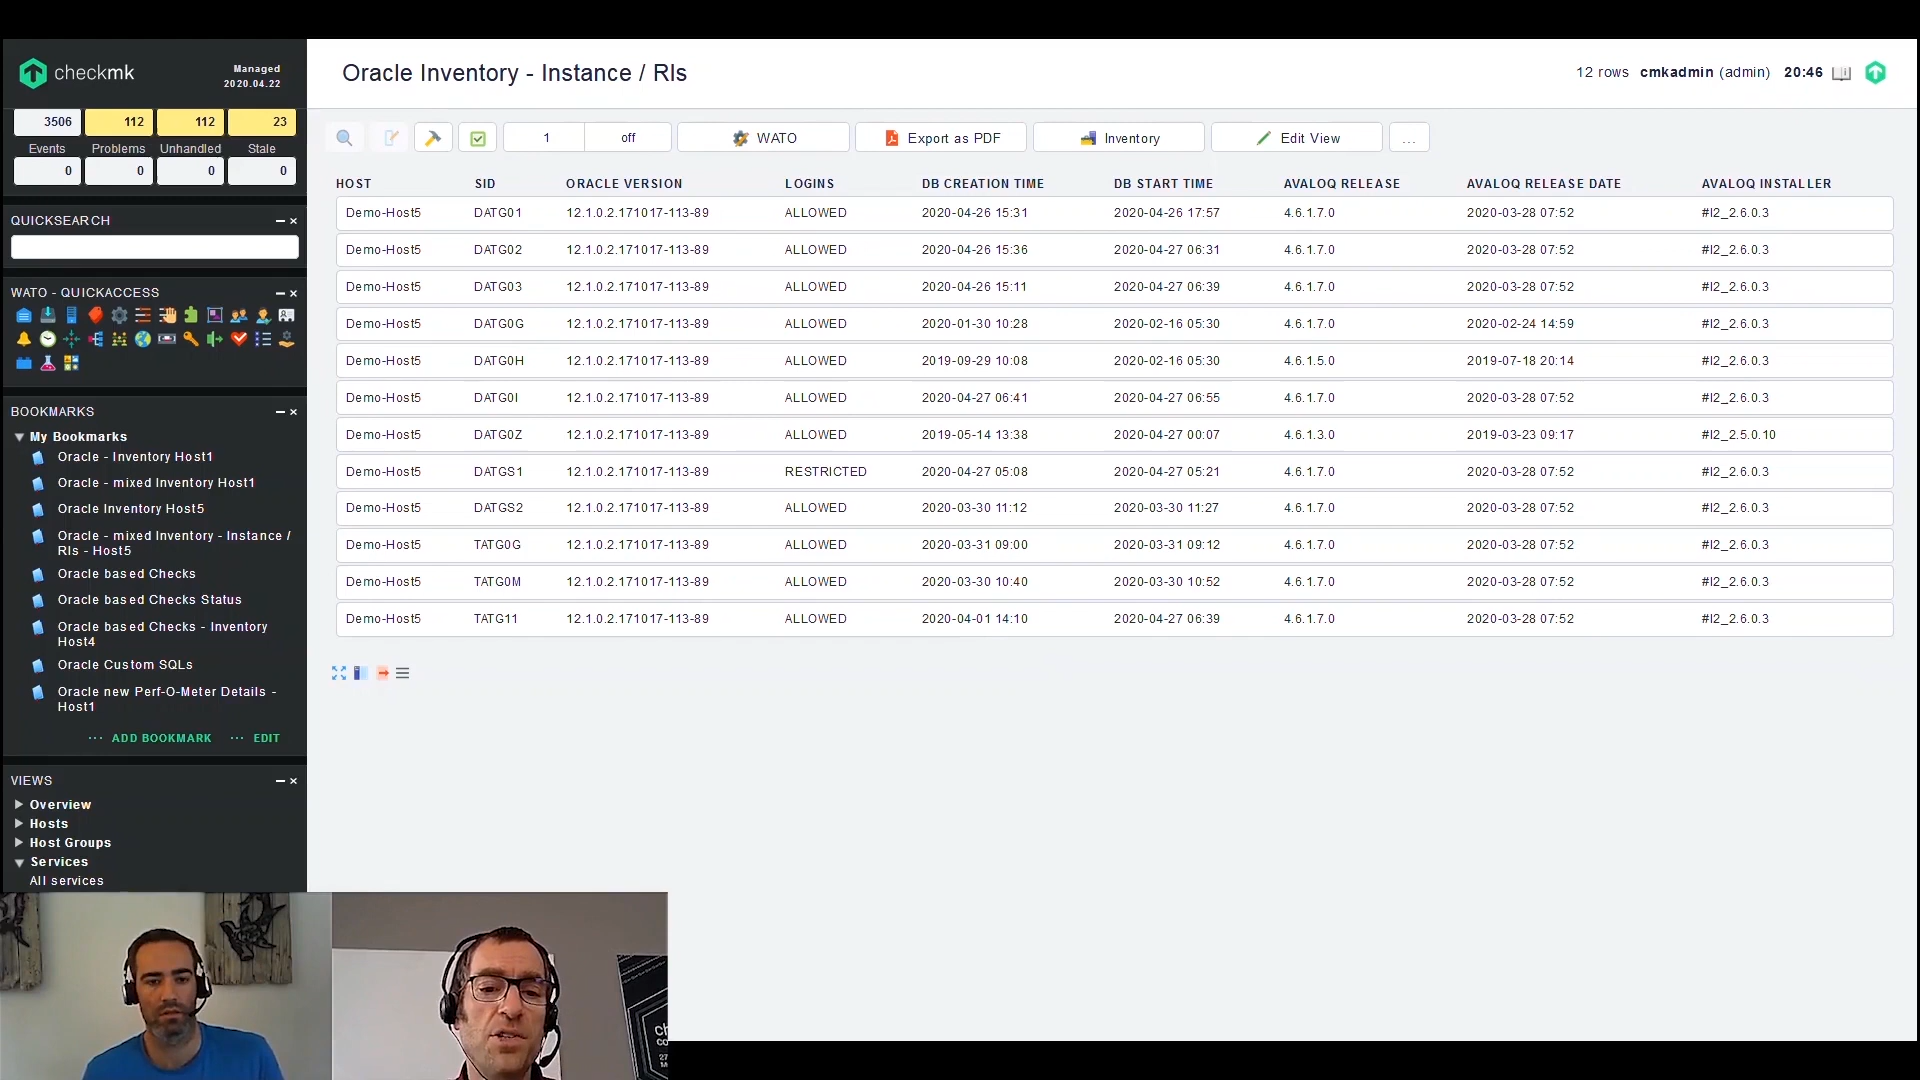 checkmk
Managed
2020.04.22
Oracle Inventory - Instance / RIs
12 rows cmkadmin (admin) 20:46
3506 112 112 23
Events Problems Unhandled Stale
0 0 0 0
1 off WATO Export as PDF Inventory Edit View ...
QUICKSEARCH
WATO - QUICKACCESS
BOOKMARKS
My Bookmarks
Oracle - Inventory Host1
Oracle - mixed Inventory Host1
Oracle Inventory Host5
Oracle - mixed Inventory - Instance /
RIs - Host5
Oracle based Checks
Oracle based Checks Status
Oracle based Checks - Inventory
Host4
Oracle Custom SQLs
Oracle new Perf-O-Meter Details -
Host1
ADD BOOKMARK EDIT
VIEWS
Overview
Hosts
Host Groups
Services
All services
HOST SID ORACLE VERSION LOGINS DB CREATION TIME DB START TIME AVALOQ RELEASE AVALOQ RELEASE DATE AVALOQ INSTALLER
Demo-Host5 DATG01 12.1.0.2.171017-113-89 ALLOWED 2020-04-26 15:31 2020-04-26 17:57 4.6.1.7.0 2020-03-28 07:52 #I2_2.6.0.3
Demo-Host5 DATG02 12.1.0.2.171017-113-89 ALLOWED 2020-04-26 15:36 2020-04-27 06:31 4.6.1.7.0 2020-03-28 07:52 #I2_2.6.0.3
Demo-Host5 DATG03 12.1.0.2.171017-113-89 ALLOWED 2020-04-26 15:11 2020-04-27 06:39 4.6.1.7.0 2020-03-28 07:52 #I2_2.6.0.3
Demo-Host5 DATG0G 12.1.0.2.171017-113-89 ALLOWED 2020-01-30 10:28 2020-02-16 05:30 4.6.1.7.0 2020-02-24 14:59 #I2_2.6.0.3
Demo-Host5 DATG0H 12.1.0.2.171017-113-89 ALLOWED 2019-09-29 10:08 2020-02-16 05:30 4.6.1.5.0 2019-07-18 20:14 #I2_2.6.0.3
Demo-Host5 DATG0I 12.1.0.2.171017-113-89 ALLOWED 2020-04-27 06:41 2020-04-27 06:55 4.6.1.7.0 2020-03-28 07:52 #I2_2.6.0.3
Demo-Host5 DATG0Z 12.1.0.2.171017-113-89 ALLOWED 2019-05-14 13:38 2020-04-27 00:07 4.6.1.3.0 2019-03-23 09:17 #I2_2.5.0.10
Demo-Host5 DATGS1 12.1.0.2.171017-113-89 RESTRICTED 2020-04-27 05:08 2020-04-27 05:21 4.6.1.7.0 2020-03-28 07:52 #I2_2.6.0.3
Demo-Host5 DATGS2 12.1.0.2.171017-113-89 ALLOWED 2020-03-30 11:12 2020-03-30 11:27 4.6.1.7.0 2020-03-28 07:52 #I2_2.6.0.3
Demo-Host5 TATG0G 12.1.0.2.171017-113-89 ALLOWED 2020-03-31 09:00 2020-03-31 09:12 4.6.1.7.0 2020-03-28 07:52 #I2_2.6.0.3
Demo-Host5 TATG0M 12.1.0.2.171017-113-89 ALLOWED 2020-03-30 10:40 2020-03-30 10:52 4.6.1.7.0 2020-03-28 07:52 #I2_2.6.0.3
Demo-Host5 TATG11 12.1.0.2.171017-113-89 ALLOWED 2020-04-01 14:10 2020-04-27 06:39 4.6.1.7.0 2020-03-28 07:52 #I2_2.6.0.3